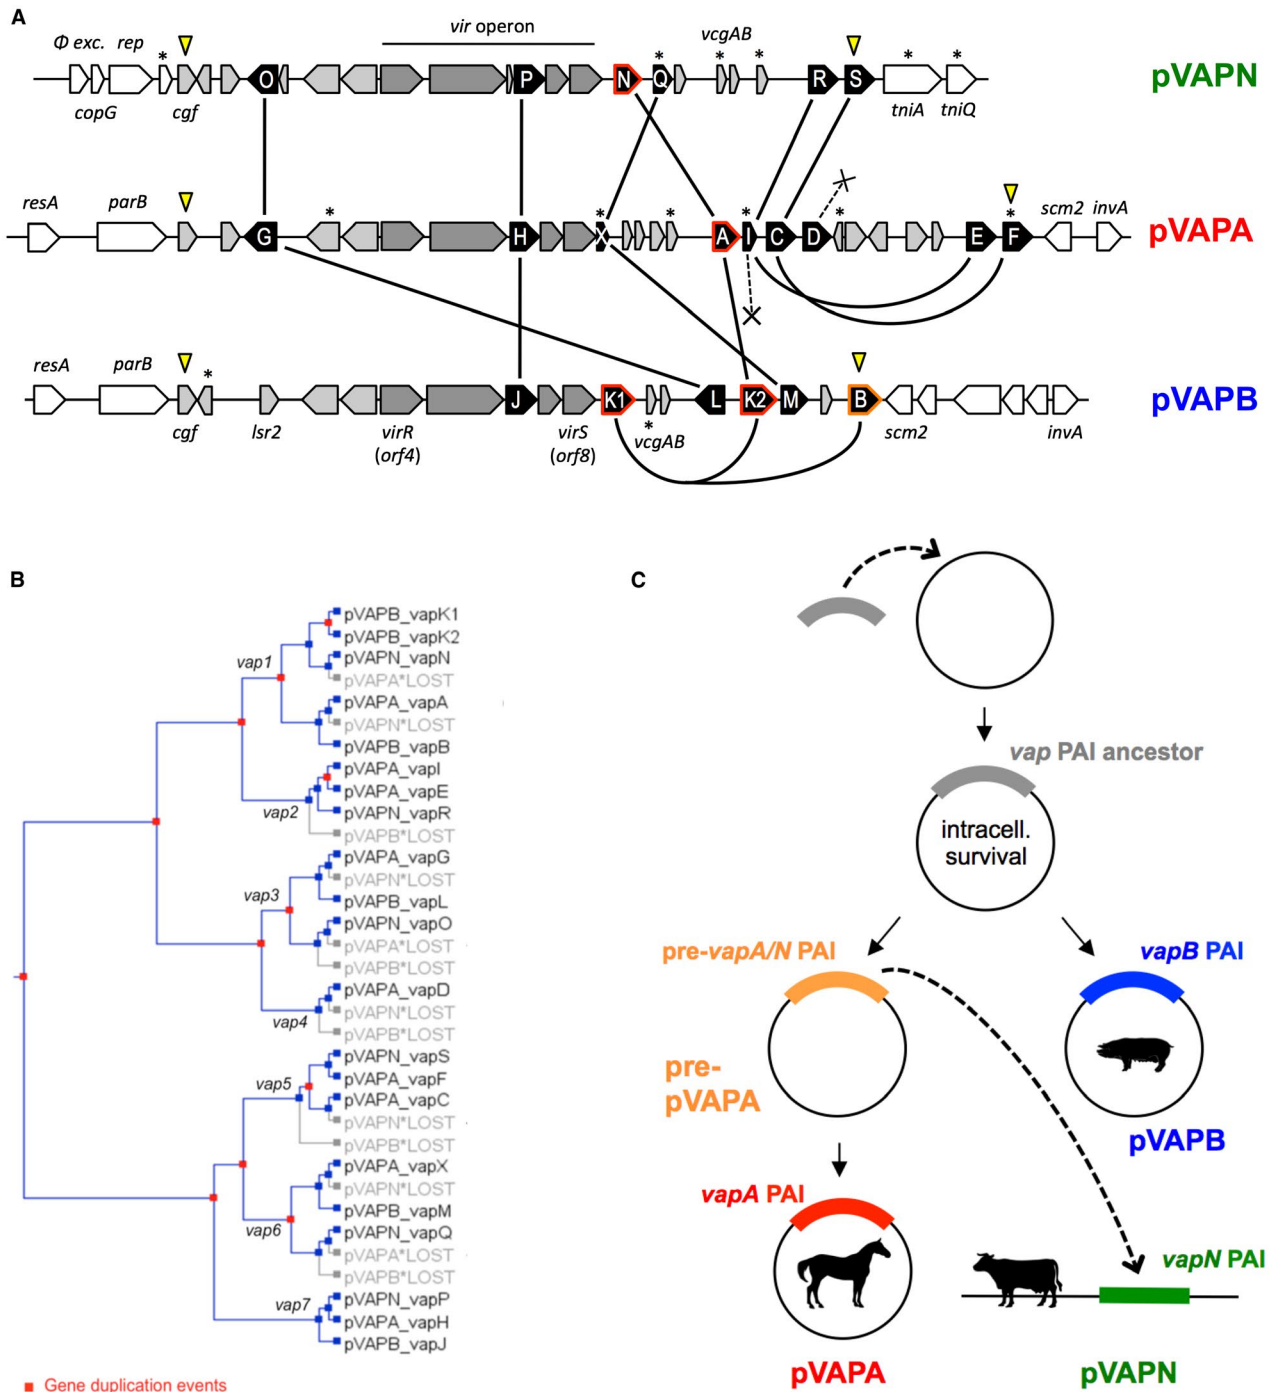 A
vir operon
Φ exc. rep
*
*
vcgAB
*
*
*
*
O
P
N
Q
R
S
pVAPN
copG
cgf
tniA
tniQ
resA
parB
*
*
*
*
*
*
scm2
invA
G
H
X
A
I
C
D
E
F
pVAPA
resA
parB
*
J
K1
L
K2
M
B
pVAPB
cgf
lsr2
virR
(orf4)
virS
(orf8)
*
vcgAB
scm2
invA
B
pVAPB_vapK1
pVAPB_vapK2
pVAPN_vapN
vap1
pVAPA*LOST
pVAPA_vapA
pVAPN*LOST
pVAPB_vapB
pVAPA_vapI
pVAPA_vapE
vap2
pVAPN_vapR
pVAPB*LOST
pVAPA_vapG
pVAPN*LOST
vap3
pVAPB_vapL
pVAPN_vapO
pVAPA*LOST
pVAPB*LOST
pVAPA_vapD
pVAPN*LOST
vap4
pVAPB*LOST
pVAPN_vapS
pVAPA_vapF
vap5
pVAPA_vapC
pVAPN*LOST
pVAPB*LOST
pVAPA_vapX
pVAPN*LOST
pVAPB_vapM
vap6
pVAPN_vapQ
pVAPA*LOST
pVAPB*LOST
pVAPN_vapP
vap7
pVAPA_vapH
pVAPB_vapJ
Gene duplication events
C
vap PAI ancestor
intracell.
survival
pre-vapA/N PAI
vapB PAI
pre-
pVAPA
pVAPB
vapA PAI
vapN PAI
pVAPA
pVAPN